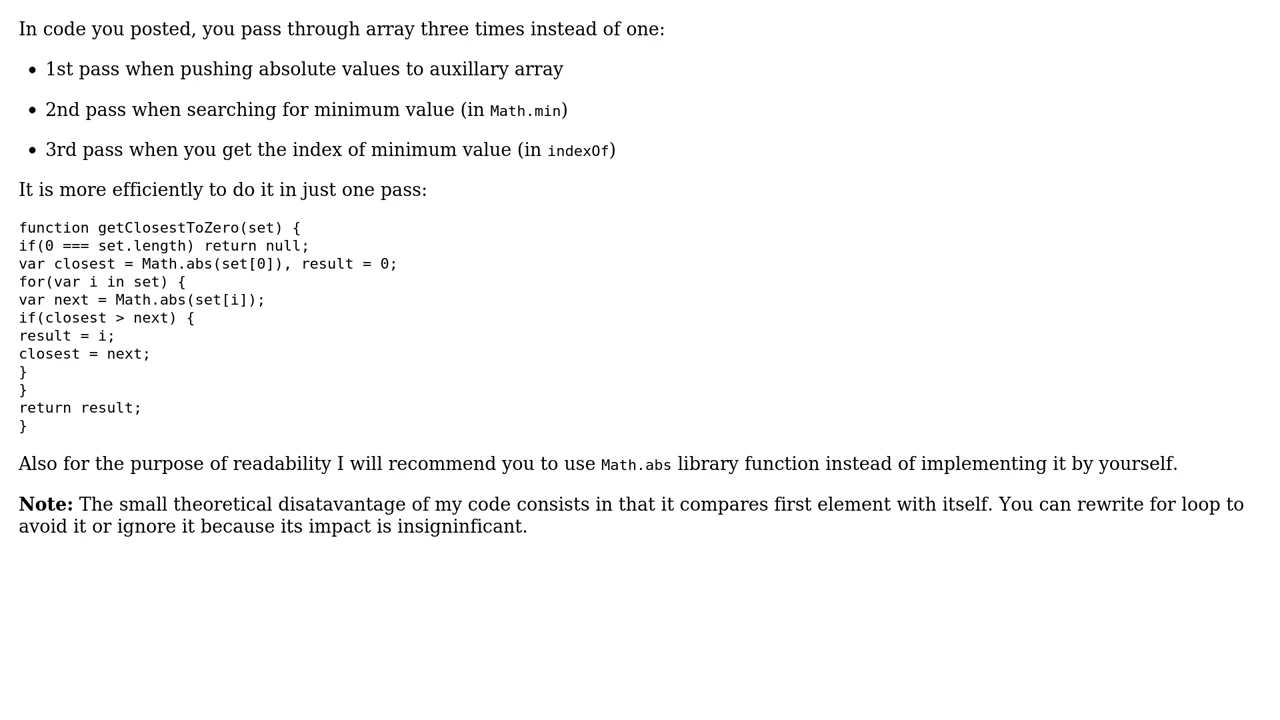 In code you posted, you pass through array three times instead of one:
• 1st pass when pushing absolute values to auxillary array
• 2nd pass when searching for minimum value (in Math.min)
• 3rd pass when you get the index of minimum value (in indexOf)
It is more efficiently to do it in just one pass:
function getClosestToZero(set) {
if(0 === set.length) return null;
var closest = Math.abs(set[0]), result = 0;
for(var i in set) {
var next = Math.abs(set[i]);
if(closest > next) {
result = i;
closest = next;
}
}
return result;
}
Also for the purpose of readability I will recommend you to use Math.abs library function instead of implementing it by yourself.
Note: The small theoretical disatavantage of my code consists in that it compares first element with itself. You can rewrite for loop to
avoid it or ignore it because its impact is insigninficant.